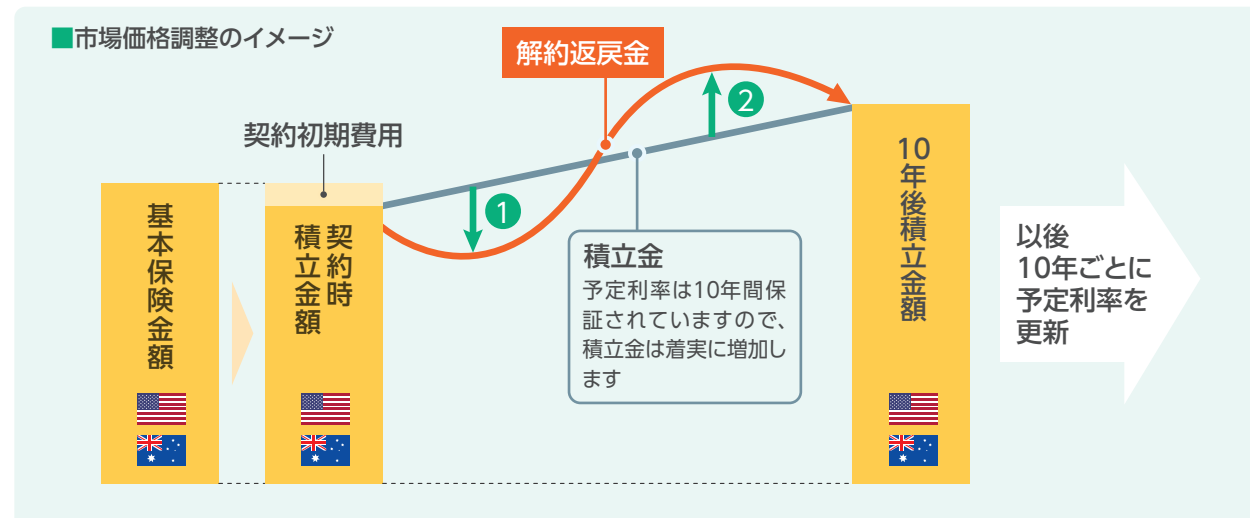 ■市場価格調整のイメージ
解約返戻金
契約初期費用
基本保険金額
契約時
積立金額
1
2
積立金
予定利率は10年間保
証されていますので、
積立金は着実に増加し
ます
10年後積立金額
以後
10年ごとに
予定利率を
更新